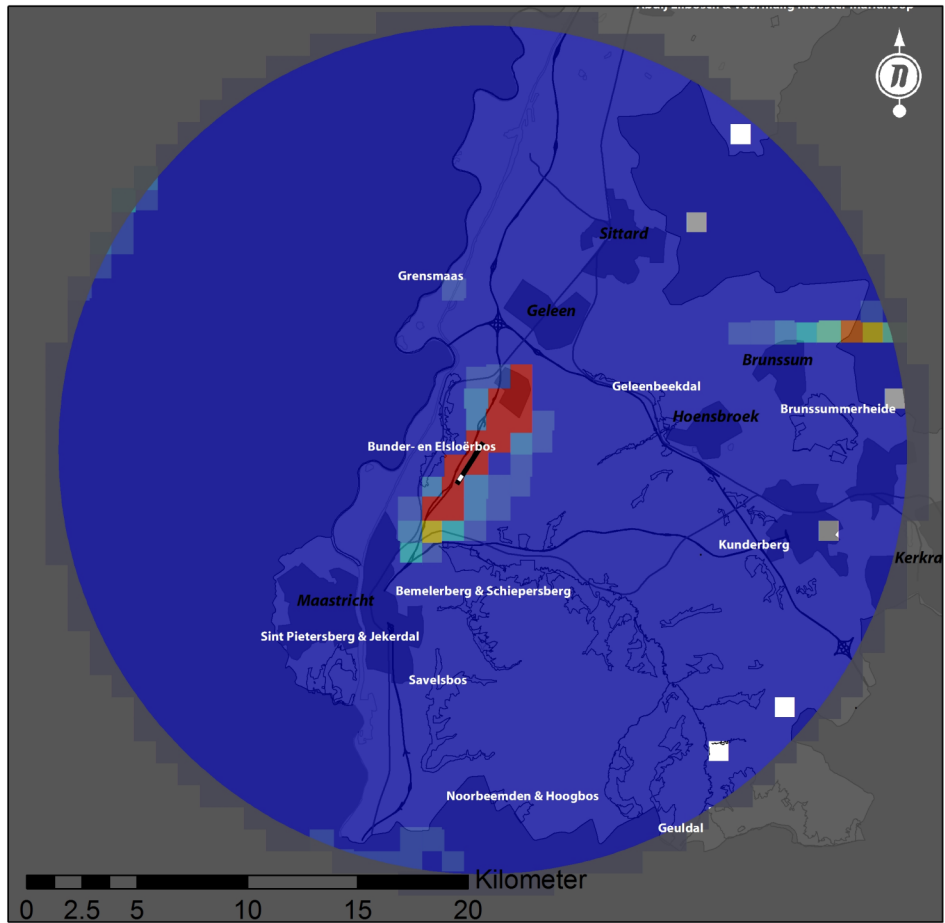 N
Sittard
Grensmaas
Geleen
Brunssum
Geleenbeekdal
Brunssummerheide
Hoensbroek
Bunder- en Elsloërbos
Kunderberg
Kerkra
Bemelerberg & Schiepersberg
Maastricht
Sint Pietersberg & Jekerdal
Savelsbos
Noorbeemden & Hoogbos
Geuldal
Kilometer
0 2.5 5 10 15 20